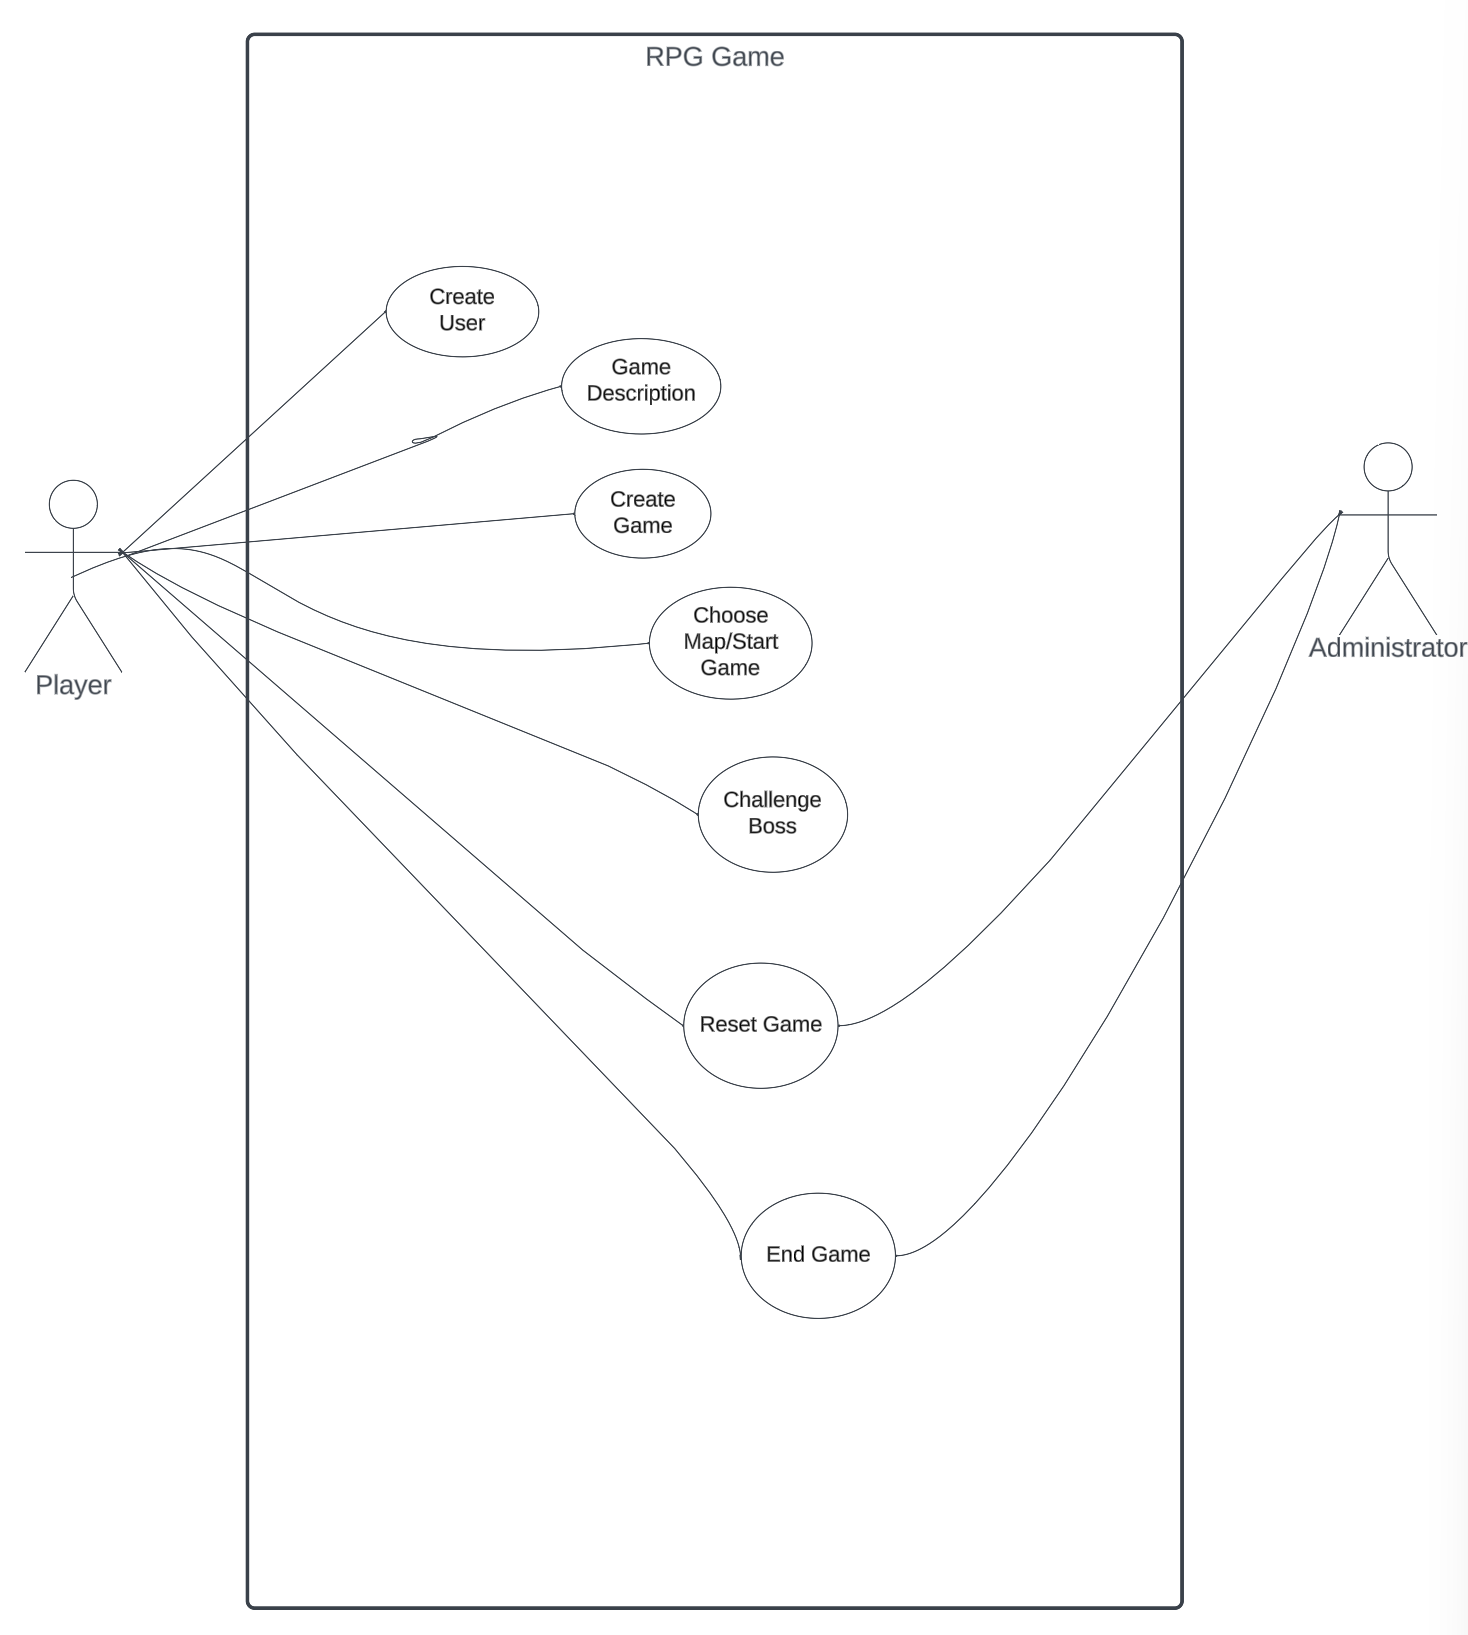 RPG Game
Create
User
Game
Description
Create
Game
Choose
Map/Start
Game
Player
Administrator
Challenge
Boss
Reset Game
End Game